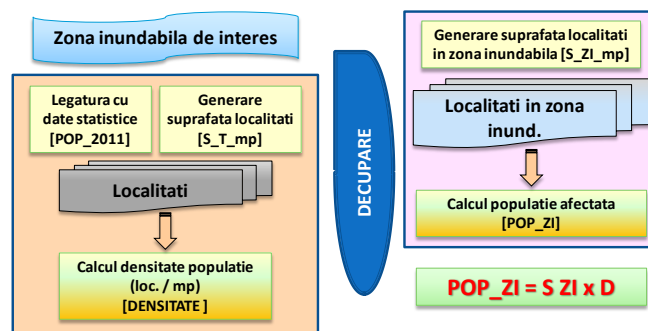 Zona inundabila de interes
Legatura cu
date statistice
[POP_2011]
Generare
suprafata localitati
[S_T_mp]
Localitati
Calcul densitate populatie
(loc. / mp)
[DENSITATE ]
DECUPARE
Generare suprafata localitati
in zona inundabila [S_ZI_mp]
Localitati in zona
inund.
Calcul populatie afectata
[POP_ZI]
POP_ZI = S ZI x D